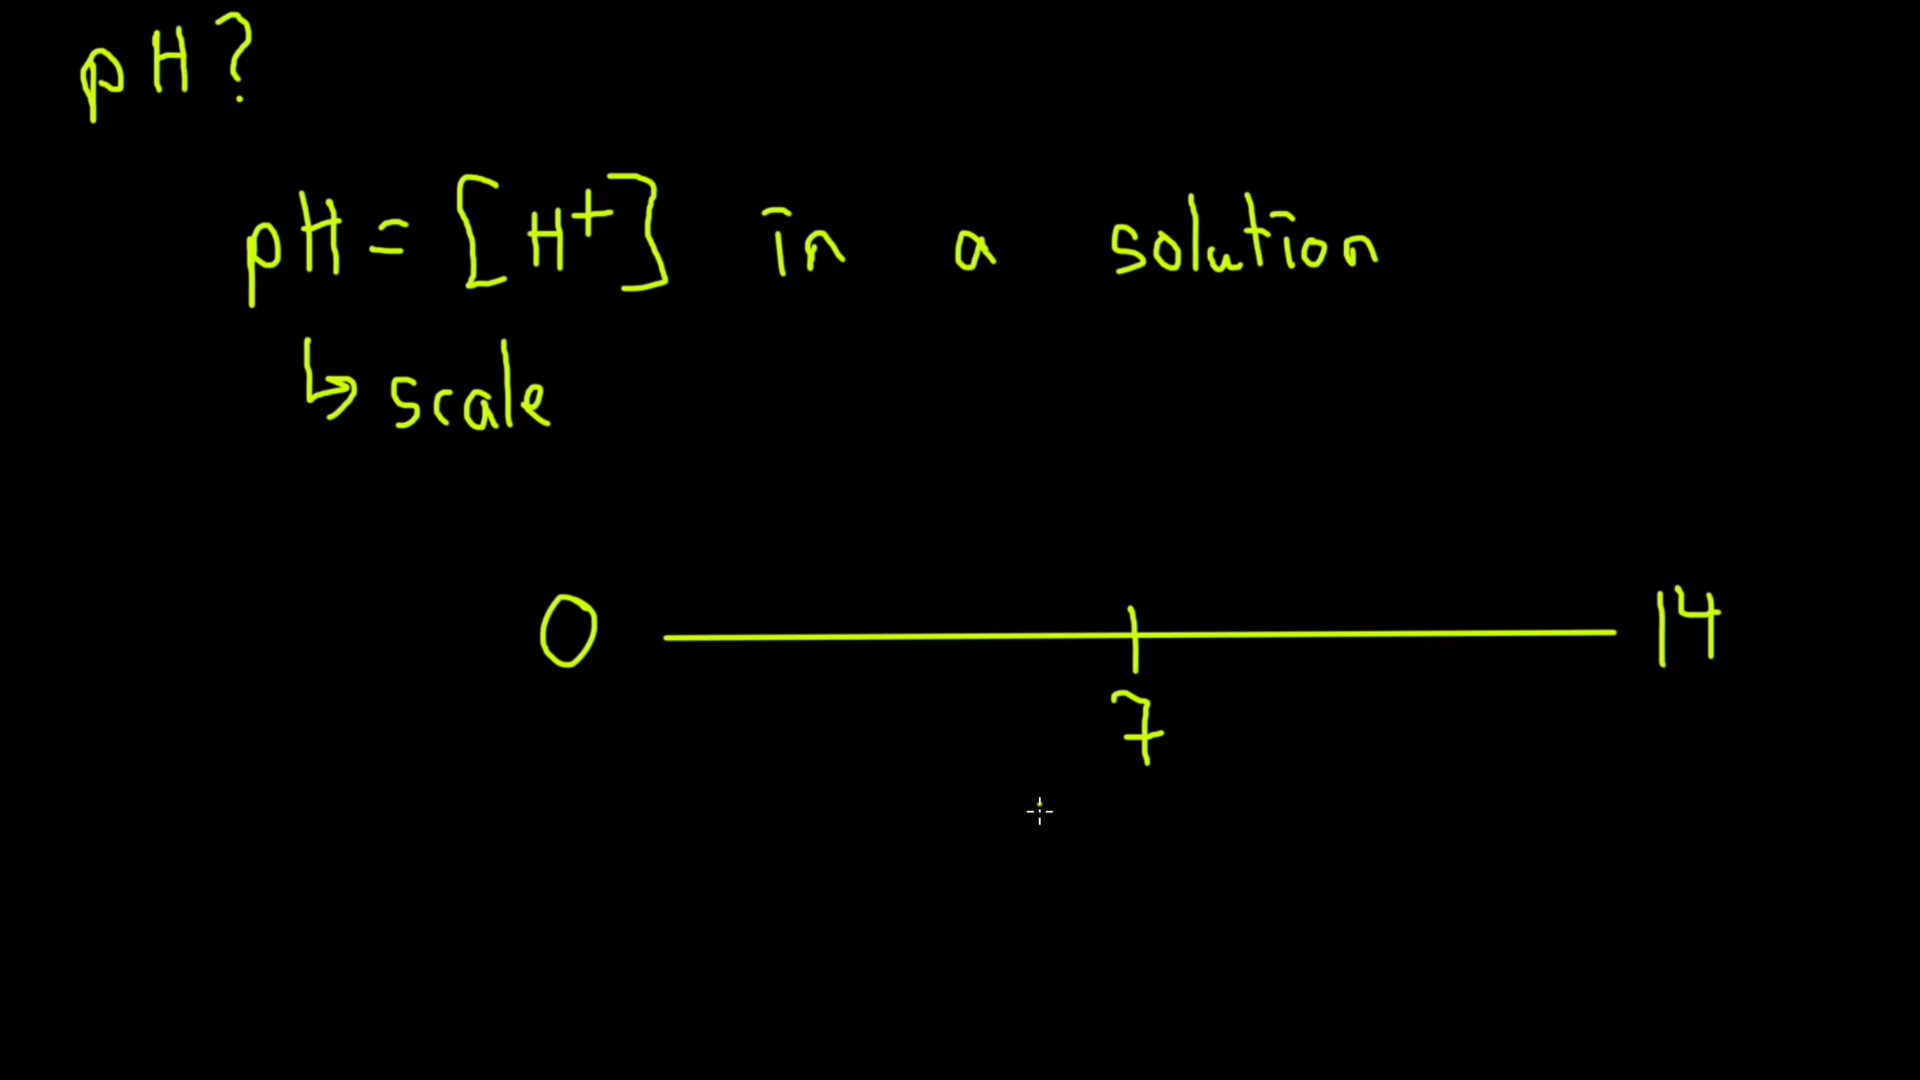 pH?
pH = [H⁺] in a solution
↳ scale
0 14
7